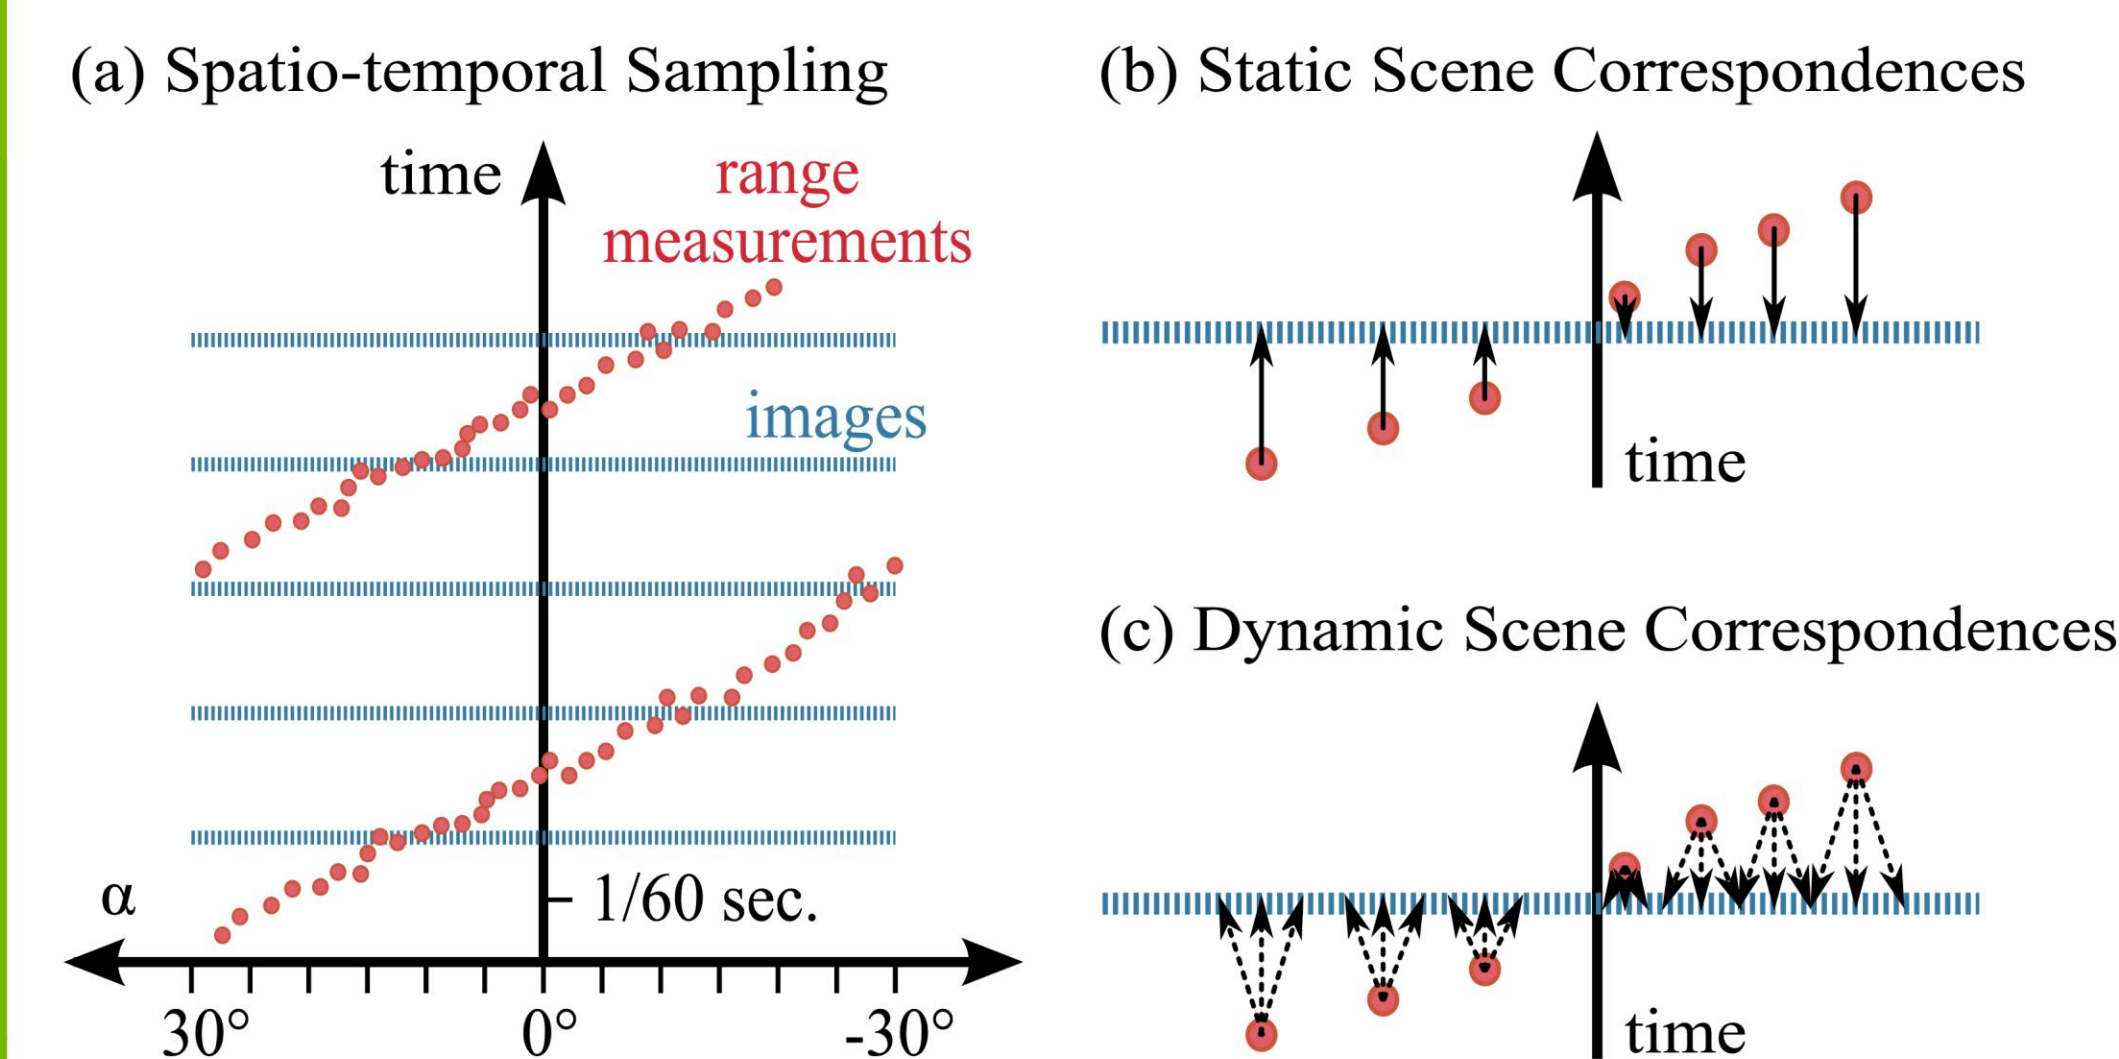 (a) Spatio-temporal Sampling
time
range
measurements
images
α
1/60 sec.
30°
0°
-30°
(b) Static Scene Correspondences
time
(c) Dynamic Scene Correspondences
time